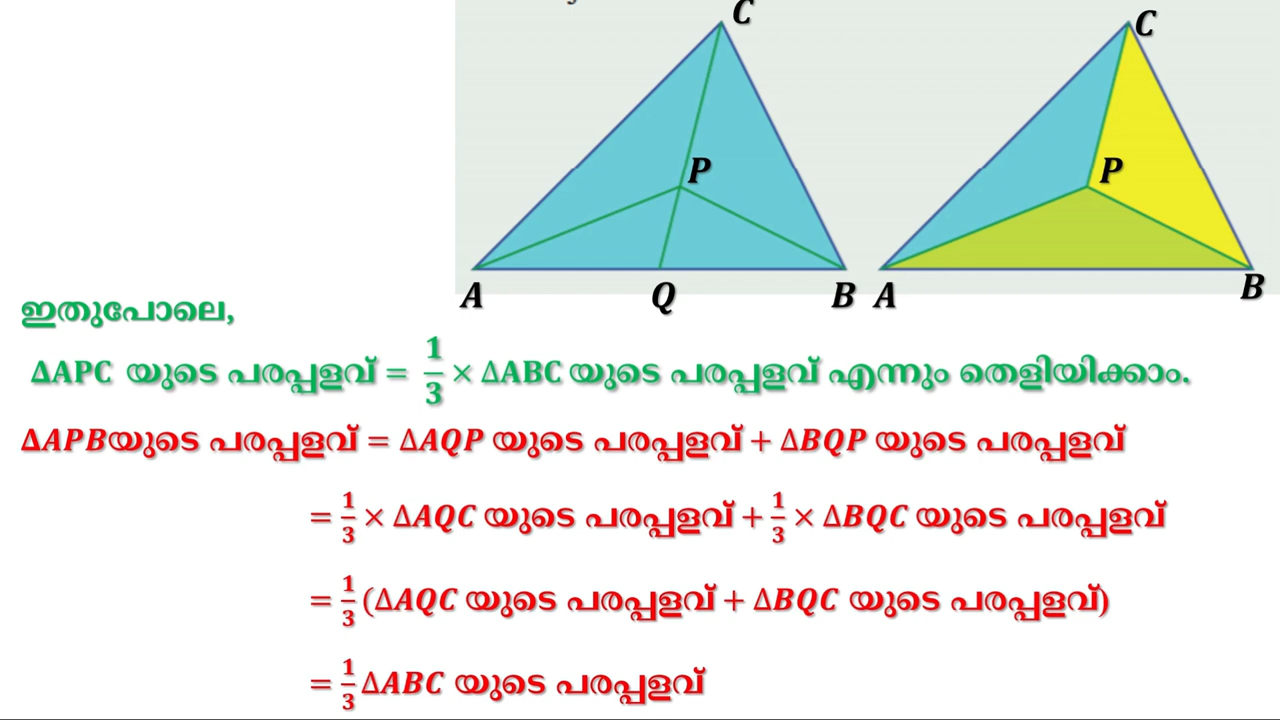 C
C
P
P
A
Q
B
A
B
ഇതുപോലെ,
ΔAPC യുടെ പരപ്പളവ് = 1/3 × ΔABC യുടെ പരപ്പളവ് എന്നും തെളിയിക്കാം.
ΔAPBയുടെ പരപ്പളവ് = ΔAQP യുടെ പരപ്പളവ് + ΔBQP യുടെ പരപ്പളവ്
= 1/3 × ΔAQC യുടെ പരപ്പളവ് + 1/3 × ΔBQC യുടെ പരപ്പളവ്
= 1/3 (ΔAQC യുടെ പരപ്പളവ് + ΔBQC യുടെ പരപ്പളവ്)
= 1/3 ΔABC യുടെ പരപ്പളവ്